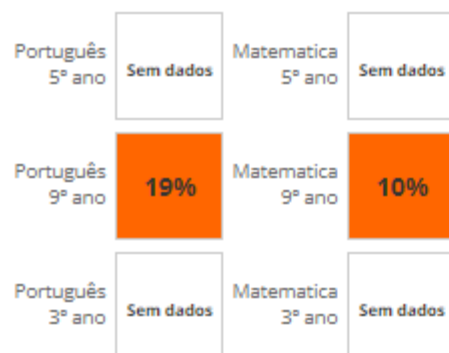 Português
5º ano
Sem dados
Matematica
5º ano
Sem dados
Português
9º ano
19%
Matematica
9º ano
10%
Português
3º ano
Sem dados
Matematica
3º ano
Sem dados